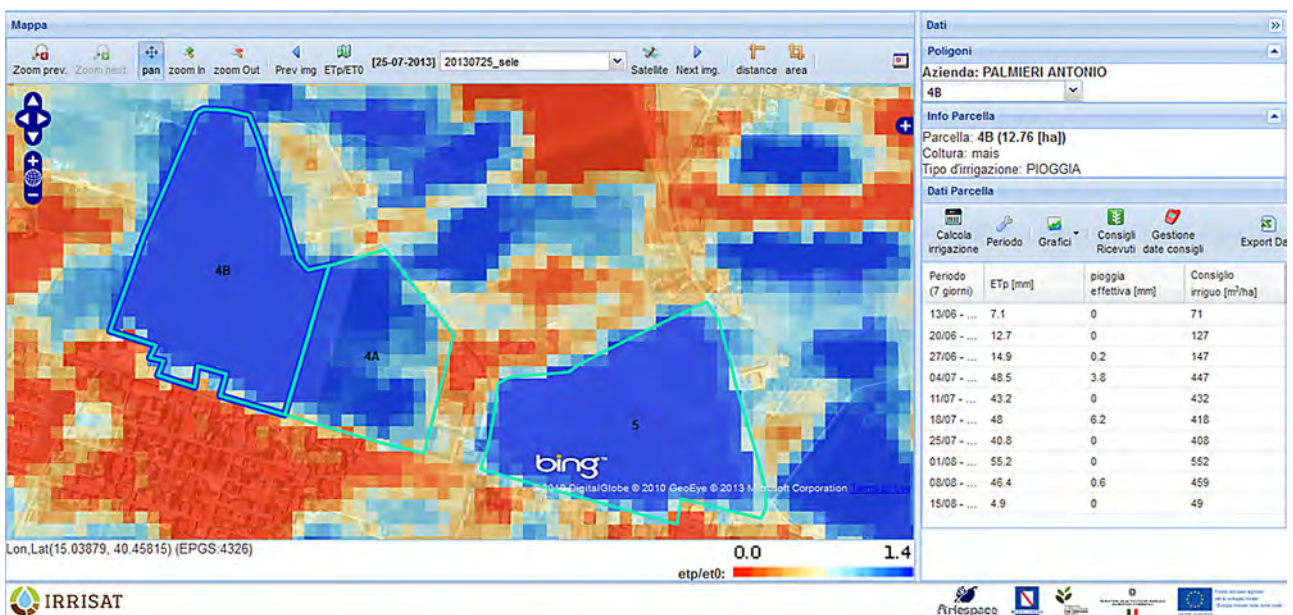 Mappa
Zoom prev. Zoom next pan zoom In zoom Out Prev img ETp/ET0 [25-07-2013] 20130725_sele Satellite Next img. distance area
4B
4A
5
bing™
© 2010 DigitalGlobe © 2010 GeoEye © 2013 Microsoft Corporation Terms of Use
Lon,Lat(15.03879, 40.45815) (EPGS:4326)
0.0 1.4
etp/et0:
Dati
Poligoni
Azienda: PALMIERI ANTONIO
4B
Info Parcella
Parcella: 4B (12.76 [ha])
Coltura: mais
Tipo d'irrigazione: PIOGGIA
Dati Parcella
Calcola irrigazione Periodo Grafici Consigli Ricevuti Gestione date consigli Export Da
Periodo (7 giorni) ETp [mm] pioggia effettiva [mm] Consiglio irriguo [m³/ha]
13/06 - ... 7.1 0 71
20/06 - ... 12.7 0 127
27/06 - ... 14.9 0.2 147
04/07 - ... 48.5 3.8 447
11/07 - ... 43.2 0 432
18/07 - ... 48 6.2 418
25/07 - ... 40.8 0 408
01/08 - ... 55.2 0 552
08/08 - ... 46.4 0.6 459
15/08 - ... 4.9 0 49
IRRISAT
Ariespace